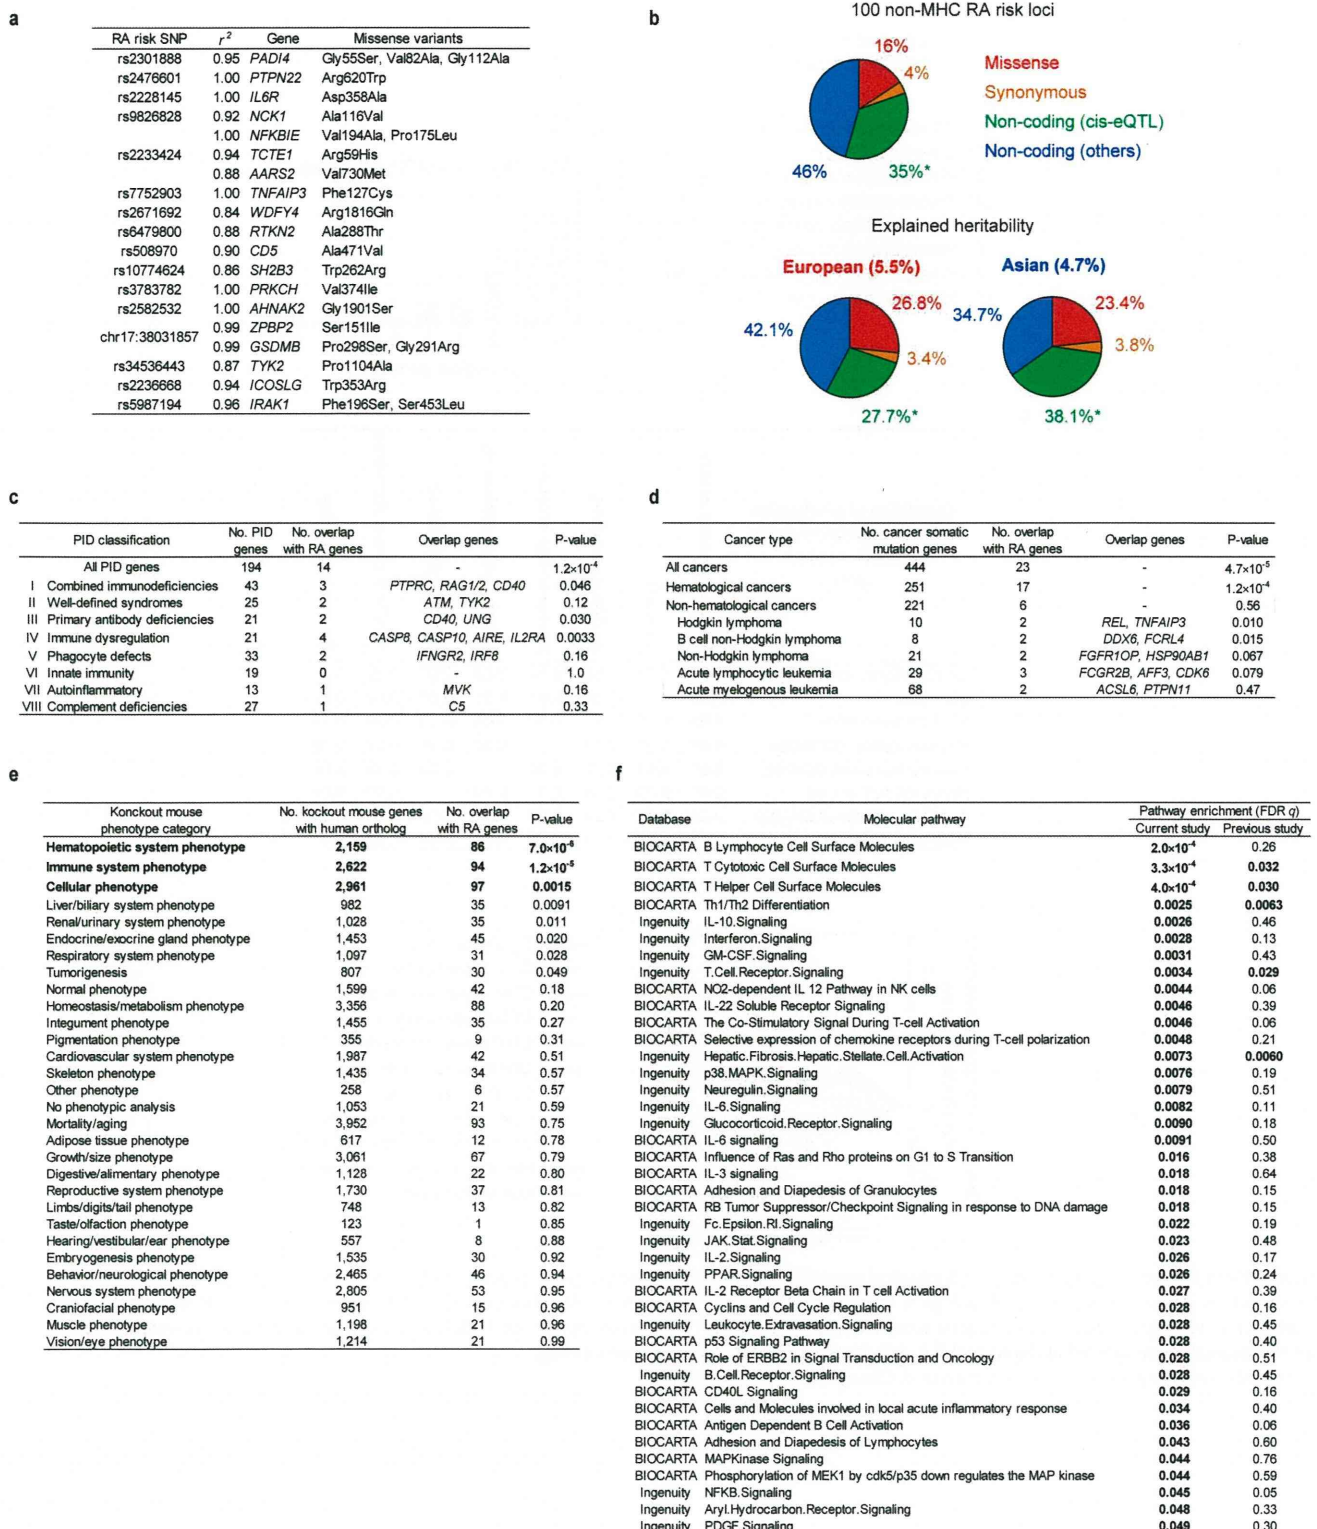 a
RA risk SNP r² Gene Missense variants
rs2301888 0.95 PADI4 Gly55Ser, Val82Ala, Gly112Ala
rs2476601 1.00 PTPN22 Arg620Trp
rs2228145 1.00 IL6R Asp358Ala
rs9826828 0.92 NCK1 Ala116Val
1.00 NFKBIE Val194Ala, Pro175Leu
rs2233424 0.94 TCTE1 Arg59His
0.88 AARS2 Val730Met
rs7752903 1.00 TNFAIP3 Phe127Cys
rs2671692 0.84 WDFY4 Arg1816Gln
rs6479800 0.88 RTKN2 Ala288Thr
rs508970 0.90 CD5 Ala471Val
rs10774624 0.86 SH2B3 Trp262Arg
rs3783782 1.00 PRKCH Val374Ile
rs2582532 1.00 AHNAK2 Gly1901Ser
chr17:38031857 0.99 ZPBP2 Ser151Ile
0.99 GSDMB Pro298Ser, Gly291Arg
rs34536443 0.87 TYK2 Pro1104Ala
rs2236668 0.94 ICOSLG Trp353Arg
rs5987194 0.96 IRAK1 Phe196Ser, Ser453Leu
b
100 non-MHC RA risk loci
16%
4%
46%
35%*
Missense
Synonymous
Non-coding (cis-eQTL)
Non-coding (others)
Explained heritability
European (5.5%) Asian (4.7%)
26.8%
42.1%
3.4%
27.7%*
23.4%
34.7%
3.8%
38.1%*
c
PID classification No. PID genes No. overlap with RA genes Overlap genes P-value
All PID genes 194 14 - 1.2×10⁻⁴
I Combined immunodeficiencies 43 3 PTPRC, RAG1/2, CD40 0.046
II Well-defined syndromes 25 2 ATM, TYK2 0.12
III Primary antibody deficiencies 21 2 CD40, UNG 0.030
IV Immune dysregulation 21 4 CASP8, CASP10, AIRE, IL2RA 0.0033
V Phagocyte defects 33 2 IFNGR2, IRF8 0.16
VI Innate immunity 19 0 - 1.0
VII Autoinflammatory 13 1 MVK 0.16
VIII Complement deficiencies 27 1 C5 0.33
d
Cancer type No. cancer somatic mutation genes No. overlap with RA genes Overlap genes P-value
All cancers 444 23 - 4.7×10⁻⁵
Hematological cancers 251 17 - 1.2×10⁻⁴
Non-hematological cancers 221 6 - 0.56
Hodgkin lymphoma 10 2 REL, TNFAIP3 0.010
B cell non-Hodgkin lymphoma 8 2 DDX6, FCRL4 0.015
Non-Hodgkin lymphoma 21 2 FGFR1OP, HSP90AB1 0.067
Acute lymphocytic leukemia 29 3 FCGR2B, AFF3, CDK6 0.079
Acute myelogenous leukemia 68 2 ACSL6, PTPN11 0.47
e
Konckout mouse phenotype category No. kockout mouse genes with human ortholog No. overlap with RA genes P-value
Hematopoietic system phenotype 2,159 86 7.0×10⁻⁶
Immune system phenotype 2,622 94 1.2×10⁻⁵
Cellular phenotype 2,961 97 0.0015
Liver/biliary system phenotype 982 35 0.0091
Renal/urinary system phenotype 1,028 35 0.011
Endocrine/exocrine gland phenotype 1,453 45 0.020
Respiratory system phenotype 1,097 31 0.028
Tumorigenesis 807 30 0.049
Normal phenotype 1,599 42 0.18
Homeostasis/metabolism phenotype 3,356 88 0.20
Integument phenotype 1,455 35 0.27
Pigmentation phenotype 355 9 0.31
Cardiovascular system phenotype 1,987 42 0.51
Skeleton phenotype 1,435 34 0.57
Other phenotype 258 6 0.57
No phenotypic analysis 1,053 21 0.59
Mortality/aging 3,952 93 0.75
Adipose tissue phenotype 617 12 0.78
Growth/size phenotype 3,061 67 0.79
Digestive/alimentary phenotype 1,128 22 0.80
Reproductive system phenotype 1,730 37 0.81
Limbs/digits/tail phenotype 748 13 0.82
Taste/olfaction phenotype 123 1 0.85
Hearing/vestibular/ear phenotype 557 8 0.88
Embryogenesis phenotype 1,535 30 0.92
Behavior/neurological phenotype 2,465 46 0.94
Nervous system phenotype 2,805 53 0.95
Craniofacial phenotype 951 15 0.96
Muscle phenotype 1,198 21 0.96
Vision/eye phenotype 1,214 21 0.99
f
Database Molecular pathway Pathway enrichment (FDR q)
Current study Previous study
BIOCARTA B Lymphocyte Cell Surface Molecules 2.0×10⁻⁴ 0.26
BIOCARTA T Cytotoxic Cell Surface Molecules 3.3×10⁻⁴ 0.032
BIOCARTA T Helper Cell Surface Molecules 4.0×10⁻⁴ 0.030
BIOCARTA Th1/Th2 Differentiation 0.0025 0.0063
Ingenuity IL-10.Signaling 0.0026 0.46
Ingenuity Interferon.Signaling 0.0028 0.13
Ingenuity GM-CSF.Signaling 0.0031 0.43
Ingenuity T.Cell.Receptor.Signaling 0.0034 0.029
BIOCARTA NO2-dependent IL 12 Pathway in NK cells 0.0044 0.06
BIOCARTA IL-22 Soluble Receptor Signaling 0.0046 0.39
BIOCARTA The Co-Stimulatory Signal During T-cell Activation 0.0046 0.06
BIOCARTA Selective expression of chemokine receptors during T-cell polarization 0.0048 0.21
Ingenuity Hepatic.Fibrosis.Hepatic.Stellate.Cell.Activation 0.0073 0.0060
Ingenuity p38.MAPK.Signaling 0.0076 0.19
Ingenuity Neuregulin.Signaling 0.0079 0.51
Ingenuity IL-6.Signaling 0.0082 0.11
Ingenuity Glucocorticoid.Receptor.Signaling 0.0090 0.18
BIOCARTA IL-6 signaling 0.0091 0.50
BIOCARTA Influence of Ras and Rho proteins on G1 to S Transition 0.016 0.38
BIOCARTA IL-3 signaling 0.018 0.64
BIOCARTA Adhesion and Diapedesis of Granulocytes 0.018 0.15
BIOCARTA RB Tumor Suppressor/Checkpoint Signaling in response to DNA damage 0.018 0.15
Ingenuity Fc.Epsilon.RI.Signaling 0.022 0.19
Ingenuity JAK.Stat.Signaling 0.023 0.48
Ingenuity IL-2.Signaling 0.026 0.17
Ingenuity PPAR.Signaling 0.026 0.24
BIOCARTA IL-2 Receptor Beta Chain in T cell Activation 0.027 0.39
BIOCARTA Cyclins and Cell Cycle Regulation 0.028 0.16
Ingenuity Leukocyte.Extravasation.Signaling 0.028 0.45
BIOCARTA p53 Signaling Pathway 0.028 0.40
BIOCARTA Role of ERBB2 in Signal Transduction and Oncology 0.028 0.51
Ingenuity B.Cell.Receptor.Signaling 0.028 0.45
BIOCARTA CD40L Signaling 0.029 0.16
BIOCARTA Cells and Molecules involved in local acute inflammatory response 0.034 0.40
BIOCARTA Antigen Dependent B Cell Activation 0.036 0.06
BIOCARTA Adhesion and Diapedesis of Lymphocytes 0.043 0.60
BIOCARTA MAPKinase Signaling 0.044 0.76
BIOCARTA Phosphorylation of MEK1 by cdk5/p35 down regulates the MAP kinase 0.044 0.59
Ingenuity NFKB.Signaling 0.045 0.05
Ingenuity Aryl.Hydrocarbon.Receptor.Signaling 0.048 0.33
Ingenuity PDGF.Signaling 0.049 0.30